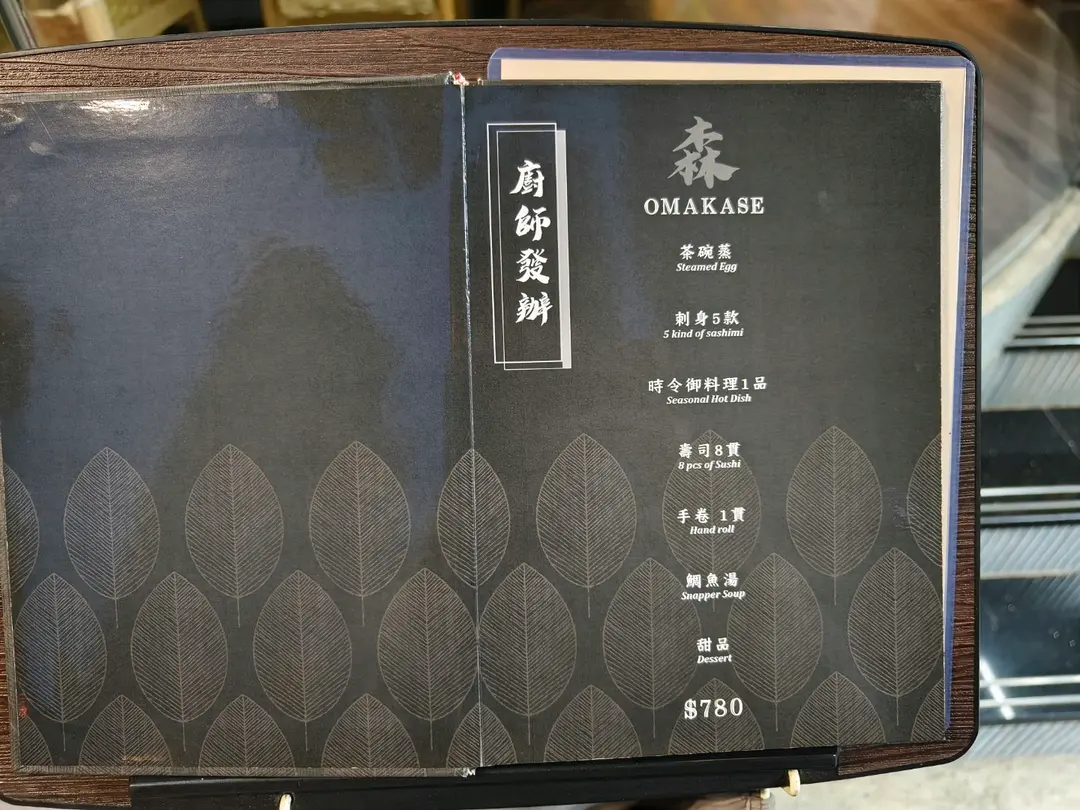 廚師發辦
森
OMAKASE
茶碗蒸
Steamed Egg
刺身5款
5 kind of sashimi
時令御料理1品
Seasonal Hot Dish
壽司8貫
8 pcs of Sushi
手卷 1貫
Hand roll
鯛魚湯
Snapper Soup
甜品
Dessert
$780